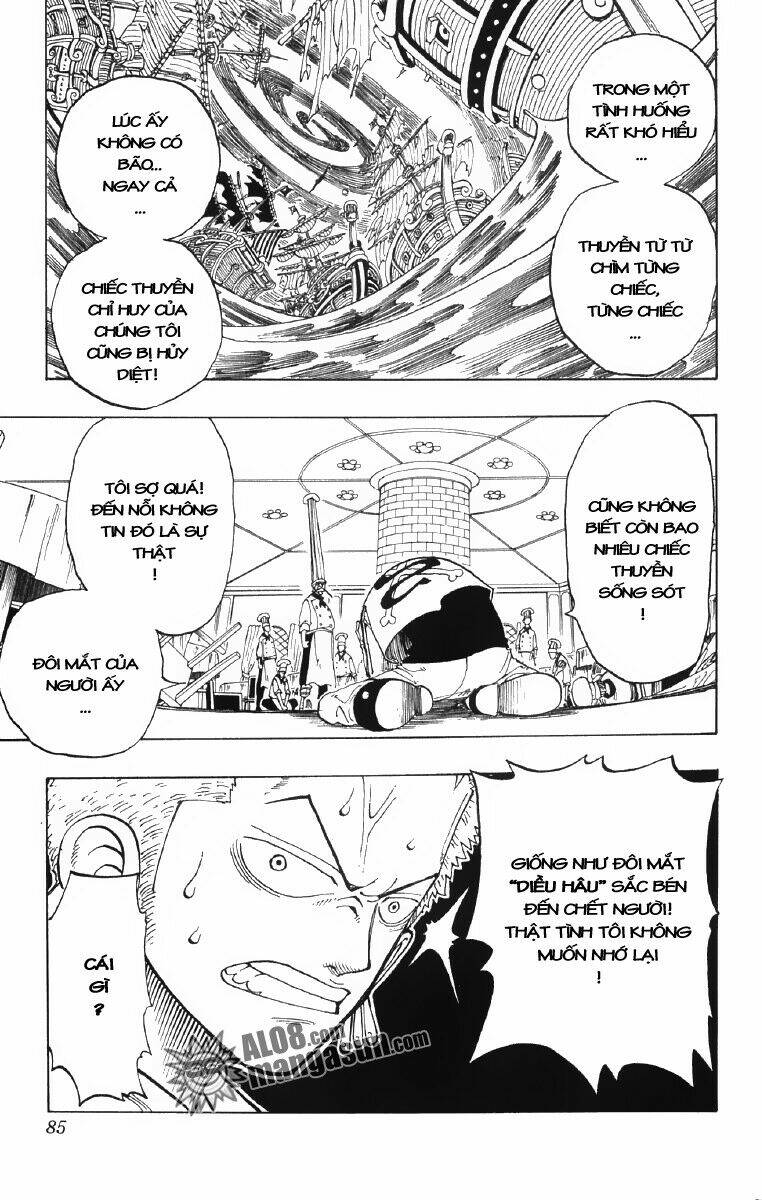 TRONG MỘT
TÌNH HUỐNG
RẤT KHÓ HIỂU
...
THUYỀN TỪ TỪ
CHÌM TỪNG
CHIẾC,
TỪNG CHIẾC
...
LÚC ẤY
KHÔNG CÓ
BÃO...
NGAY CẢ
...
CHIẾC THUYỀN
CHỈ HUY CỦA
CHÚNG TÔI
CŨNG BỊ HỦY
DIỆT!
CŨNG KHÔNG
BIẾT CÒN BAO
NHIÊU CHIẾC
THUYỀN
SỐNG SÓT
!
TÔI SỢ QUÁ!
ĐẾN NỖI KHÔNG
TIN ĐÓ LÀ SỰ
THẬT
!
ĐÔI MẮT CỦA
NGƯỜI ẤY
...
GIỐNG NHƯ ĐÔI MẮT
“DIỀU HÂU” SẮC BÉN
ĐẾN CHẾT NGƯỜI!
THẬT TÌNH TÔI KHÔNG
MUỐN NHỚ LẠI
!
CÁI
GÌ
?
AL08.com
mangasun.com
85